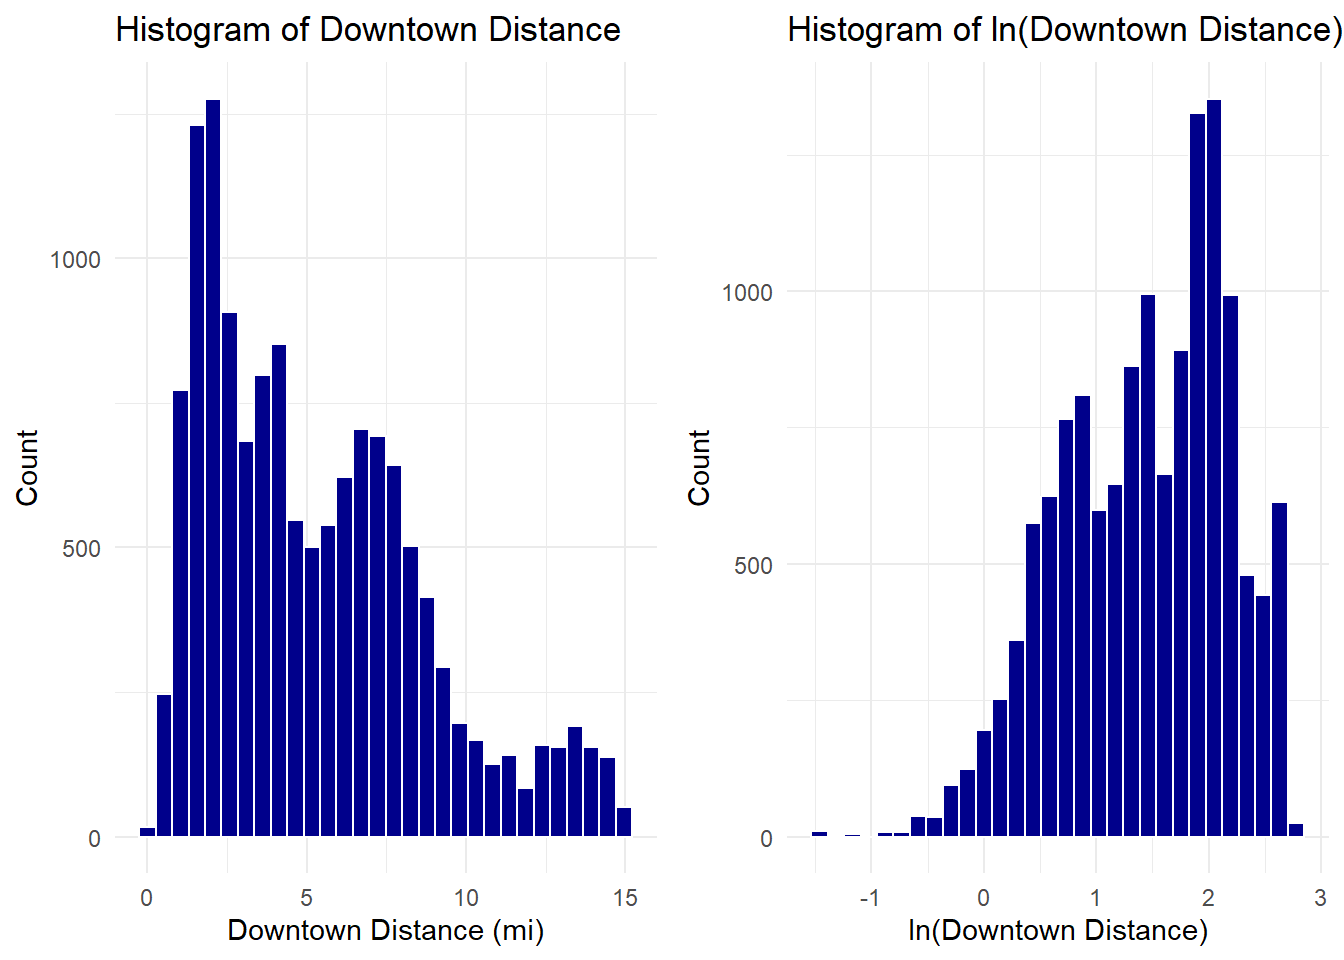 Histogram of Downtown Distance
Count
1000
500
0
0 5 10 15
Downtown Distance (mi)
Histogram of ln(Downtown Distance)
Count
1000
500
0
-1 0 1 2 3
ln(Downtown Distance)